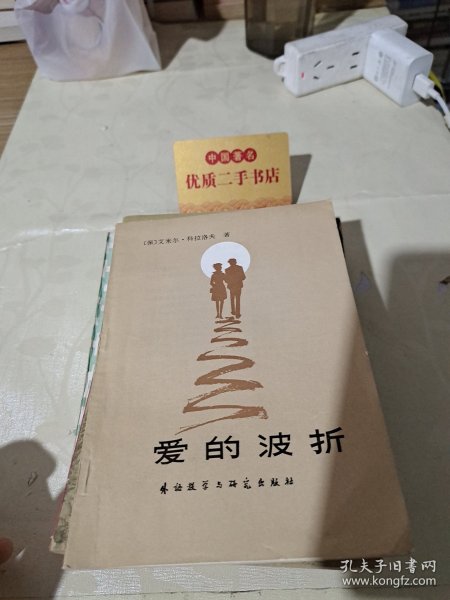 中国著名
优质二手书店
〔保〕艾米尔·科拉洛夫 著
爱的波折
外语教学与研究出版社
孔夫子旧书网
www.kongfz.com